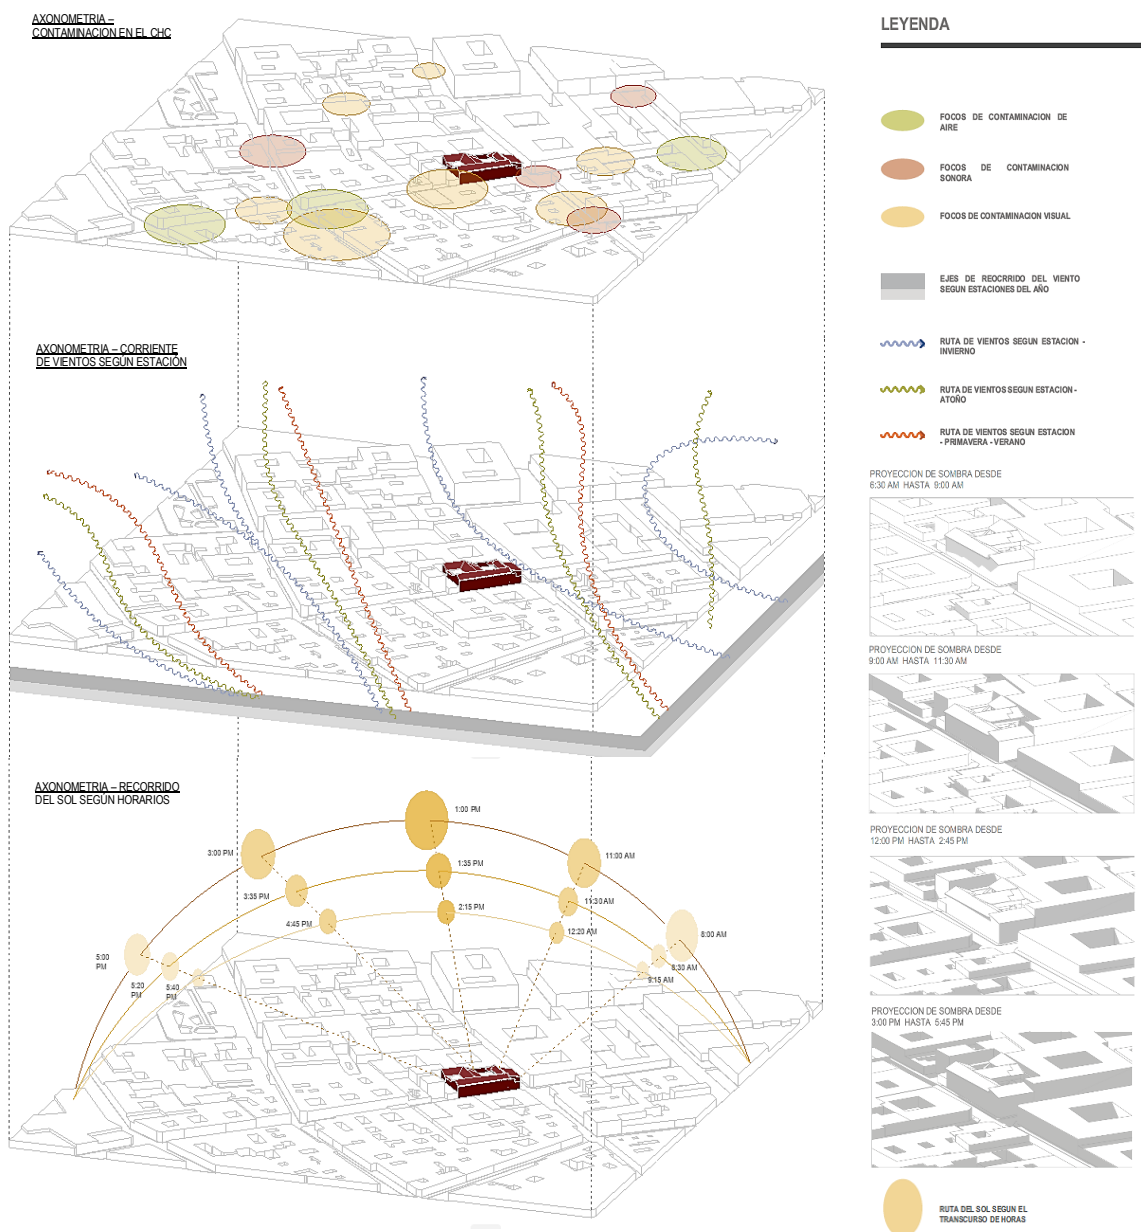 AXONOMETRIA –
CONTAMINACION EN EL CHC
LEYENDA
FOCOS DE CONTAMINACION DE
AIRE
FOCOS DE CONTAMINACION
SONORA
FOCOS DE CONTAMINACION VISUAL
EJES DE REOCRRIDO DEL VIENTO
SEGUN ESTACIONES DEL AÑO
RUTA DE VIENTOS SEGUN ESTACION -
INVIERNO
RUTA DE VIENTOS SEGUN ESTACION -
ATOÑO
RUTA DE VIENTOS SEGUN ESTACION
- PRIMAVERA - VERANO
AXONOMETRIA – CORRIENTE
DE VIENTOS SEGÚN ESTACIÓN
PROYECCION DE SOMBRA DESDE
6:30 AM HASTA 9:00 AM
PROYECCION DE SOMBRA DESDE
9:00 AM HASTA 11:30 AM
PROYECCION DE SOMBRA DESDE
12:00 PM HASTA 2:45 PM
PROYECCION DE SOMBRA DESDE
3:00 PM HASTA 5:45 PM
RUTA DEL SOL SEGUN EL
TRANSCURSO DE HORAS
AXONOMETRIA – RECORRIDO
DEL SOL SEGÚN HORARIOS
1:00 PM
3:00 PM
11:00 AM
1:35 PM
3:35 PM
11:30 AM
2:15 PM
4:45 PM
12:20 AM
8:00 AM
5:00
PM
8:30 AM
5:20
PM
5:40
PM
9:15 AM